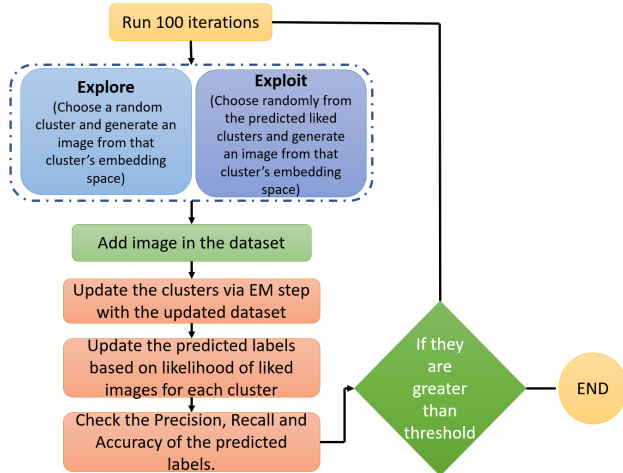 Run 100 iterations
Explore
(Choose a random
cluster and generate an
image from that
cluster's embedding
space)
Exploit
(Choose randomly from
the predicted liked
clusters and generate
an image from that
cluster's embedding
space)
Add image in the dataset
Update the clusters via EM step
with the updated dataset
Update the predicted labels
based on likelihood of liked
images for each cluster
Check the Precision, Recall and
Accuracy of the predicted
labels.
If they
are
greater
than
threshold
END